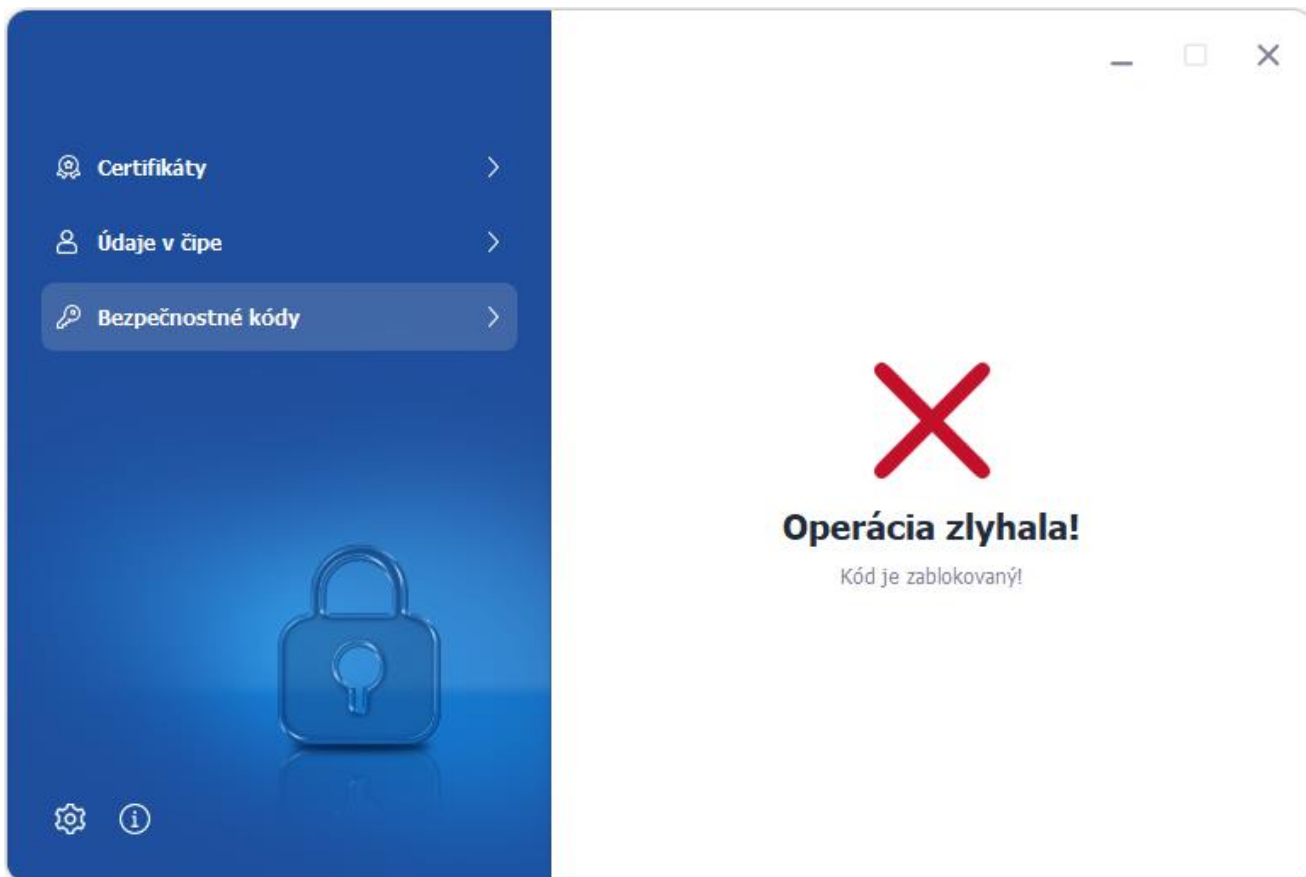 Certifikáty
Údaje v čipe
Bezpečnostné kódy
Operácia zlyhala!
Kód je zablokovaný!